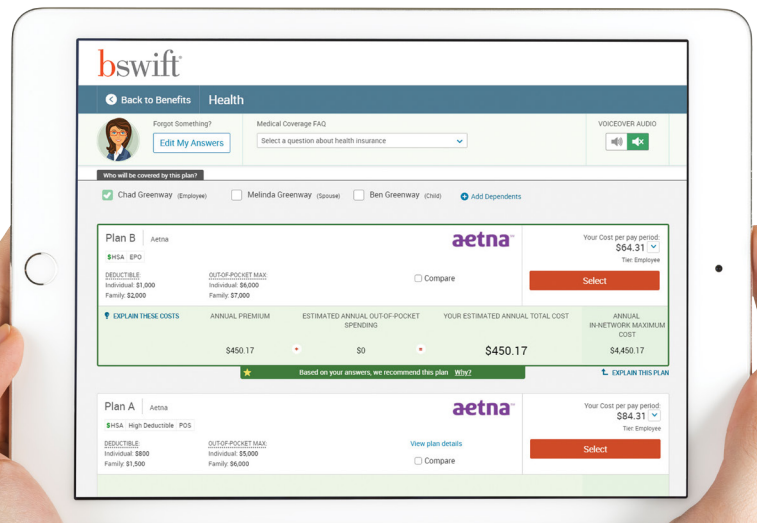 bswift
Back to Benefits Health
Forgot Something?
Edit My Answers
Medical Coverage FAQ
Select a question about health insurance
VOICEOVER AUDIO
Who will be covered by this plan?
Chad Greenway (Employee) Melinda Greenway (Spouse) Ben Greenway (Child) Add Dependents
Plan B Aetna
$HSA EPO
DEDUCTIBLE:
Individual: $1,000
Family: $2,000
OUT-OF-POCKET MAX:
Individual: $6,000
Family: $7,000
aetna
Compare
Your Cost per pay period:
$64.31
Tier: Employee
Select
EXPLAIN THESE COSTS
ANNUAL PREMIUM
$450.17
ESTIMATED ANNUAL OUT-OF-POCKET
SPENDING
$0
YOUR ESTIMATED ANNUAL TOTAL COST
$450.17
ANNUAL
IN-NETWORK MAXIMUM
COST
$4,450.17
Based on your answers, we recommend this plan Why?
EXPLAIN THIS PLAN
Plan A Aetna
$HSA High Deductible POS
DEDUCTIBLE:
Individual: $800
Family: $1,500
OUT-OF-POCKET MAX:
Individual: $5,000
Family: $6,000
aetna
View plan details
Compare
Your Cost per pay period:
$84.31
Tier: Employee
Select